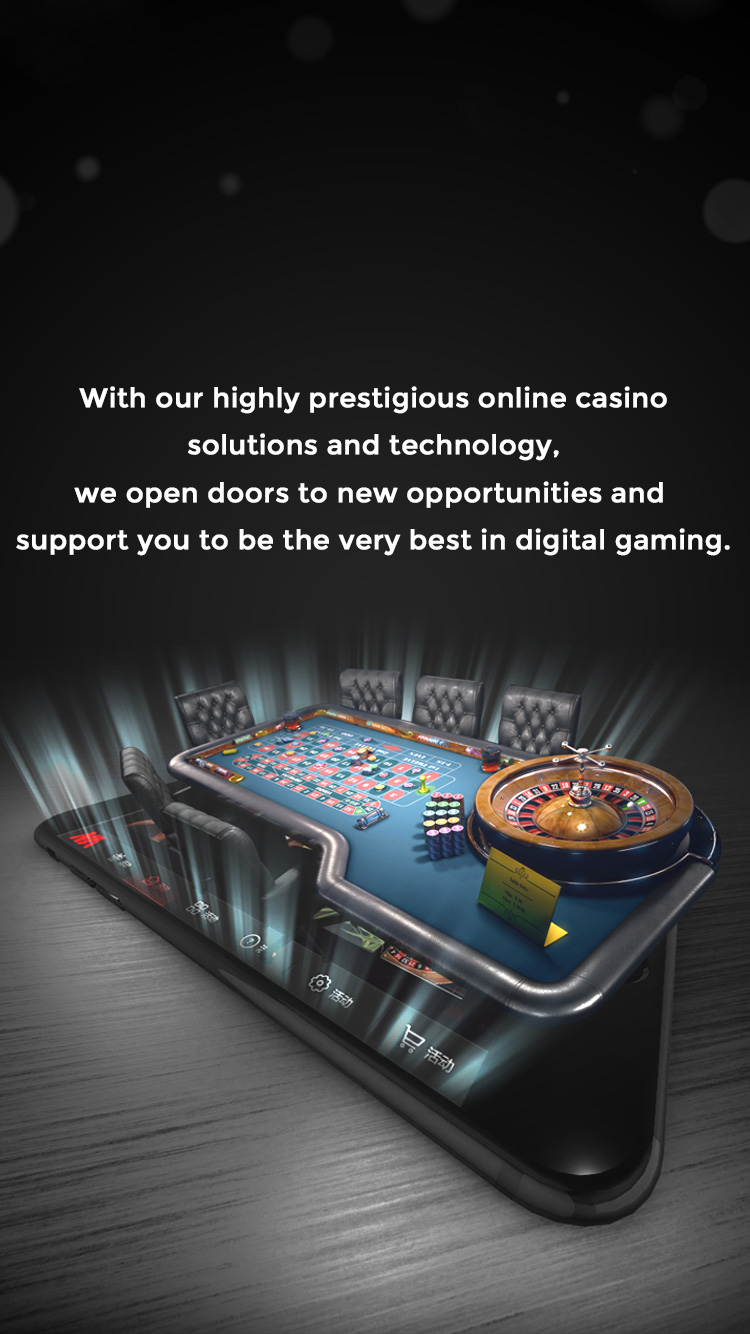 With our highly prestigious online casino
solutions and technology,
we open doors to new opportunities and
support you to be the very best in digital gaming.
活动
活动